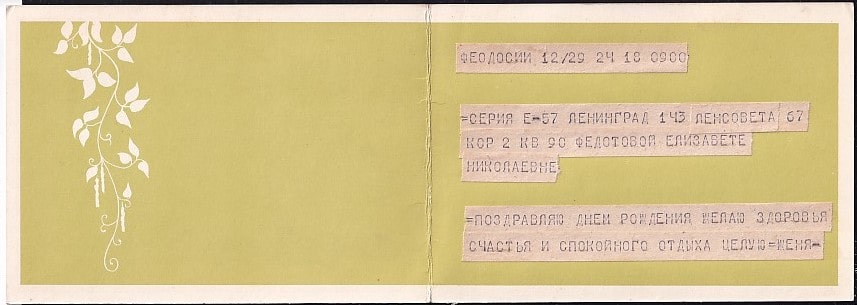 ФЕОДОСИИ 12/29 24 18 0900
=СЕРИЯ Е-57 ЛЕНИНГРАД 143 ЛЕНСОВЕТА 67
КОР 2 КВ 90 ФЕДОТОВОЙ ЕЛИЗАВЕТЕ
НИКОЛАЕВНЕ
=ПОЗДРАВЛЯЮ ДНЕМ РОЖДЕНИЯ ЖЕЛАЮ ЗДОРОВЬЯ
СЧАСТЬЯ И СПОКОЙНОГО ОТДЫХА ЦЕЛУЮ=ЖЕНЯ-